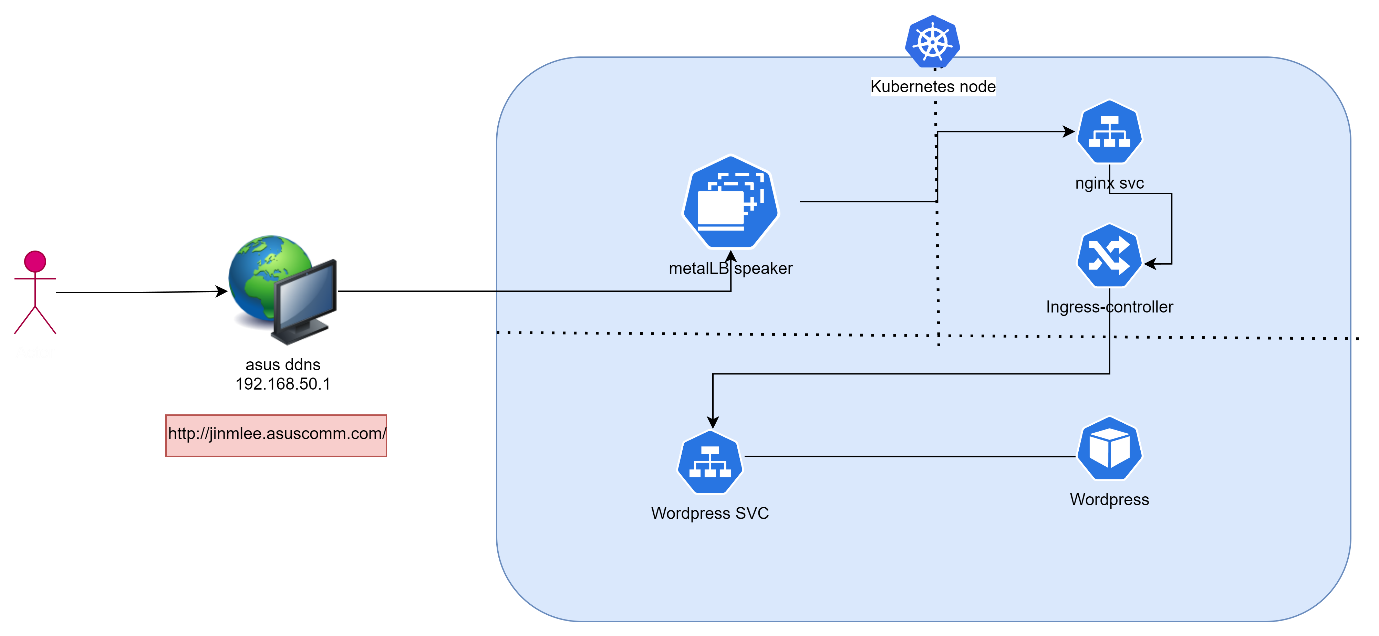 Kubernetes node
nginx svc
metalLB speaker
Ingress-controller
asus ddns
192.168.50.1
http://jinmlee.asuscomm.com/
Wordpress
Wordpress SVC